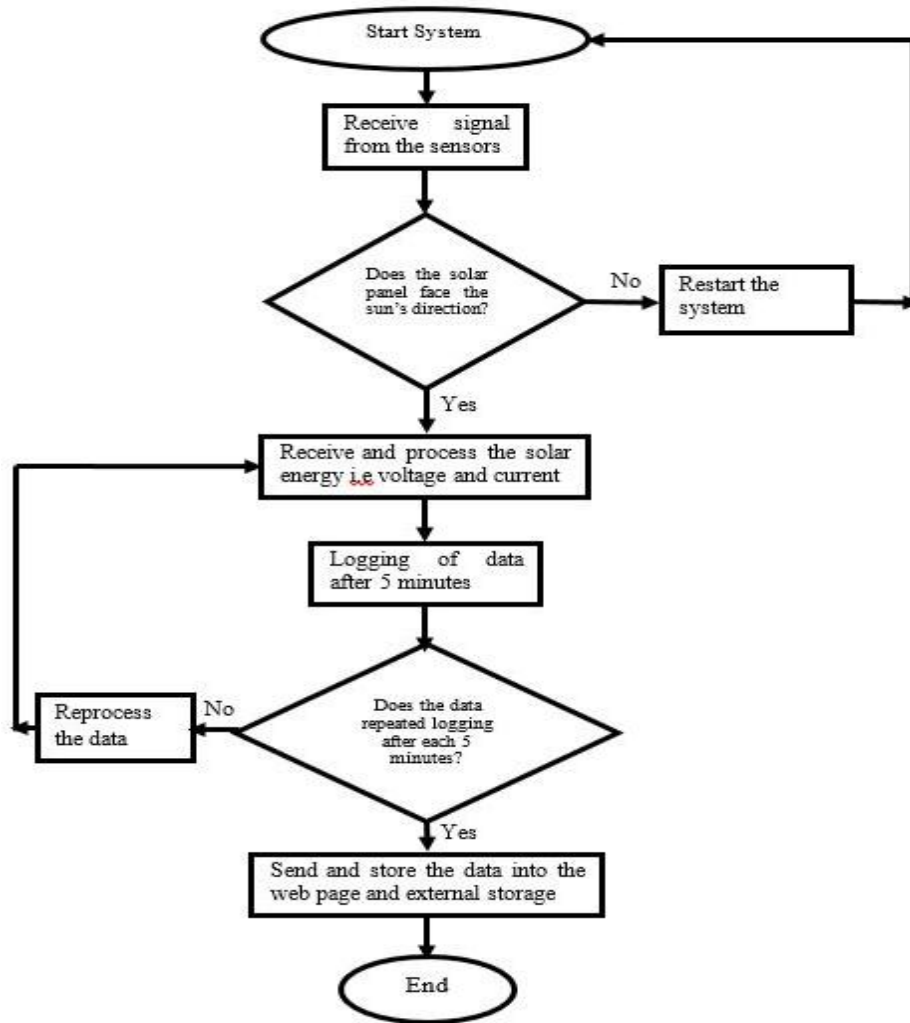 Start System
Receive signal
from the sensors
Does the solar
panel face the
sun's direction?
No
Restart the
system
Yes
Receive and process the solar
energy i.e voltage and current
Logging of data
after 5 minutes
Does the data
repeated logging
after each 5
minutes?
No
Reprocess
the data
Yes
Send and store the data into the
web page and external storage
End